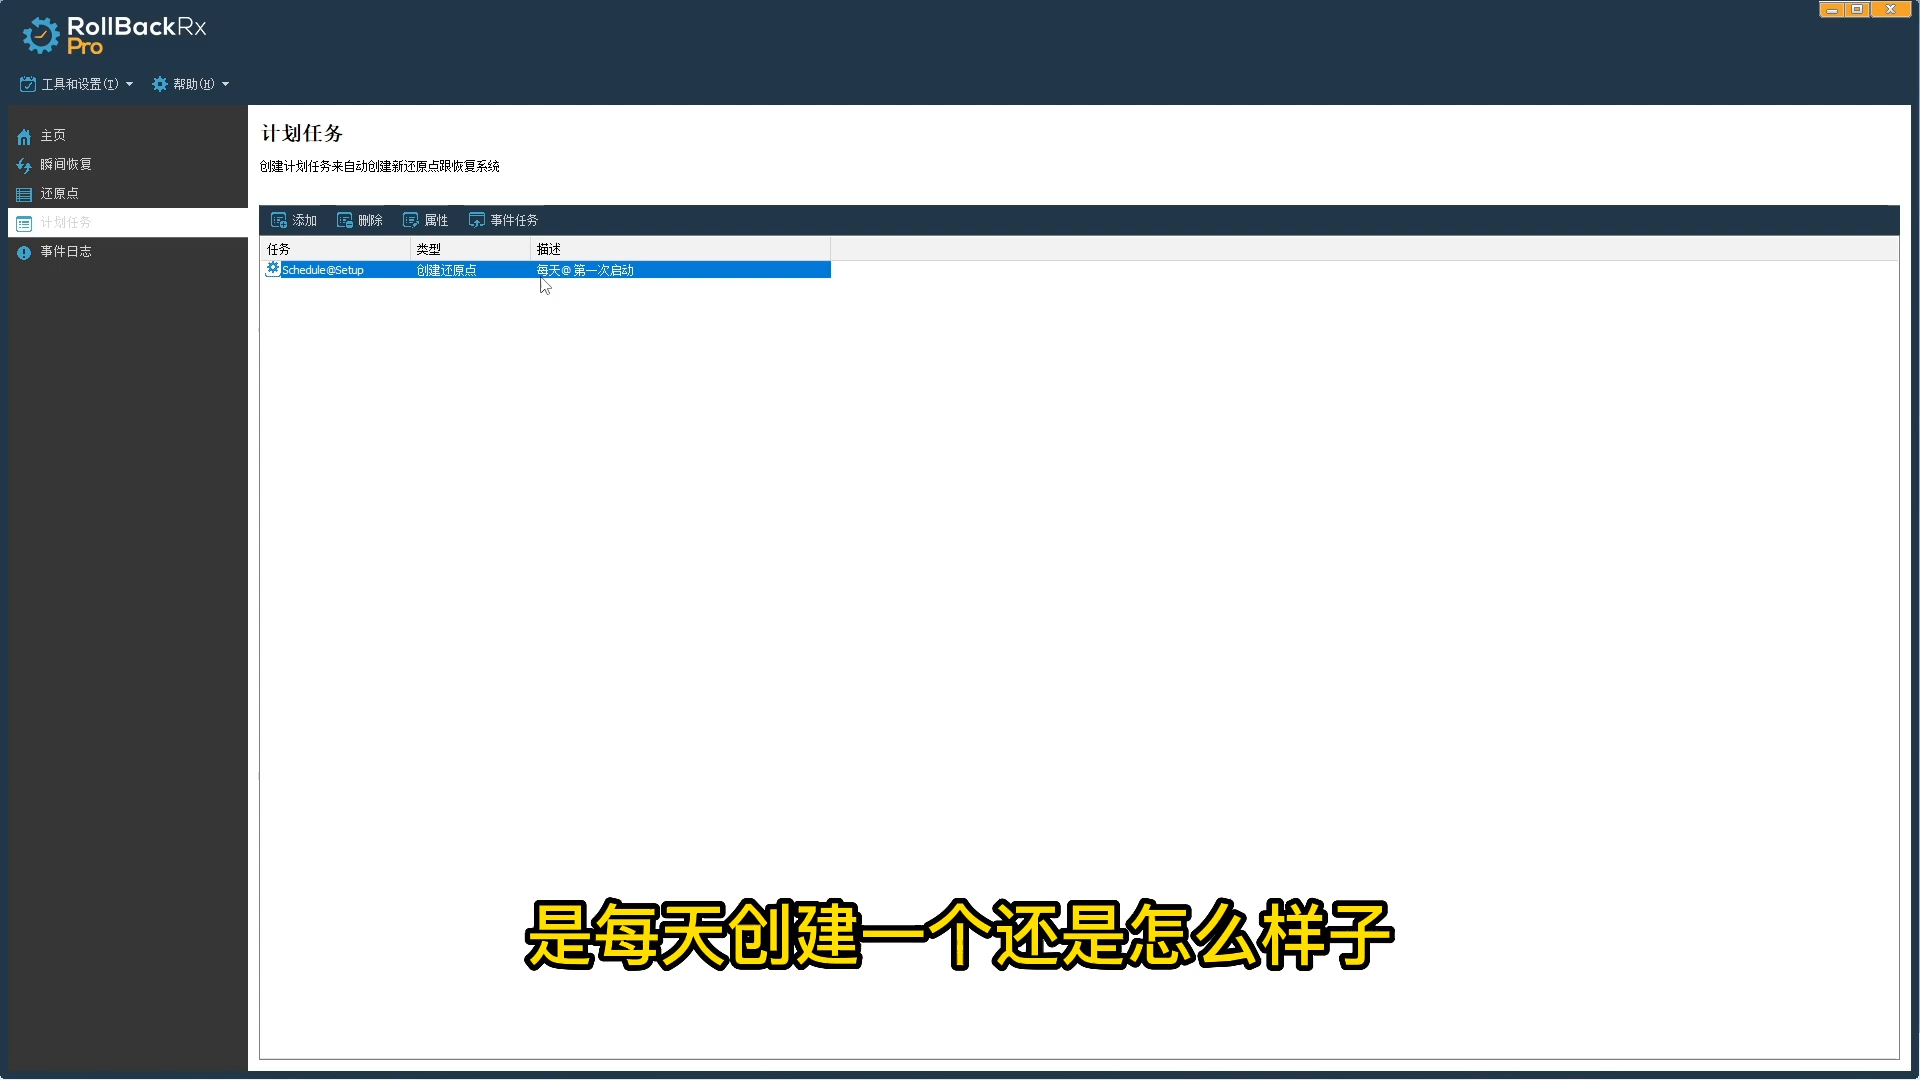 RollBackRx
Pro
工具和设置(T)
帮助(H)
主页
瞬间恢复
还原点
计划任务
事件日志
计划任务
创建计划任务来自动创建新还原点跟恢复系统
添加
删除
属性
事件任务
任务
类型
描述
Schedule@Setup
创建还原点
每天@ 第一次启动
是每天创建一个还是怎么样子